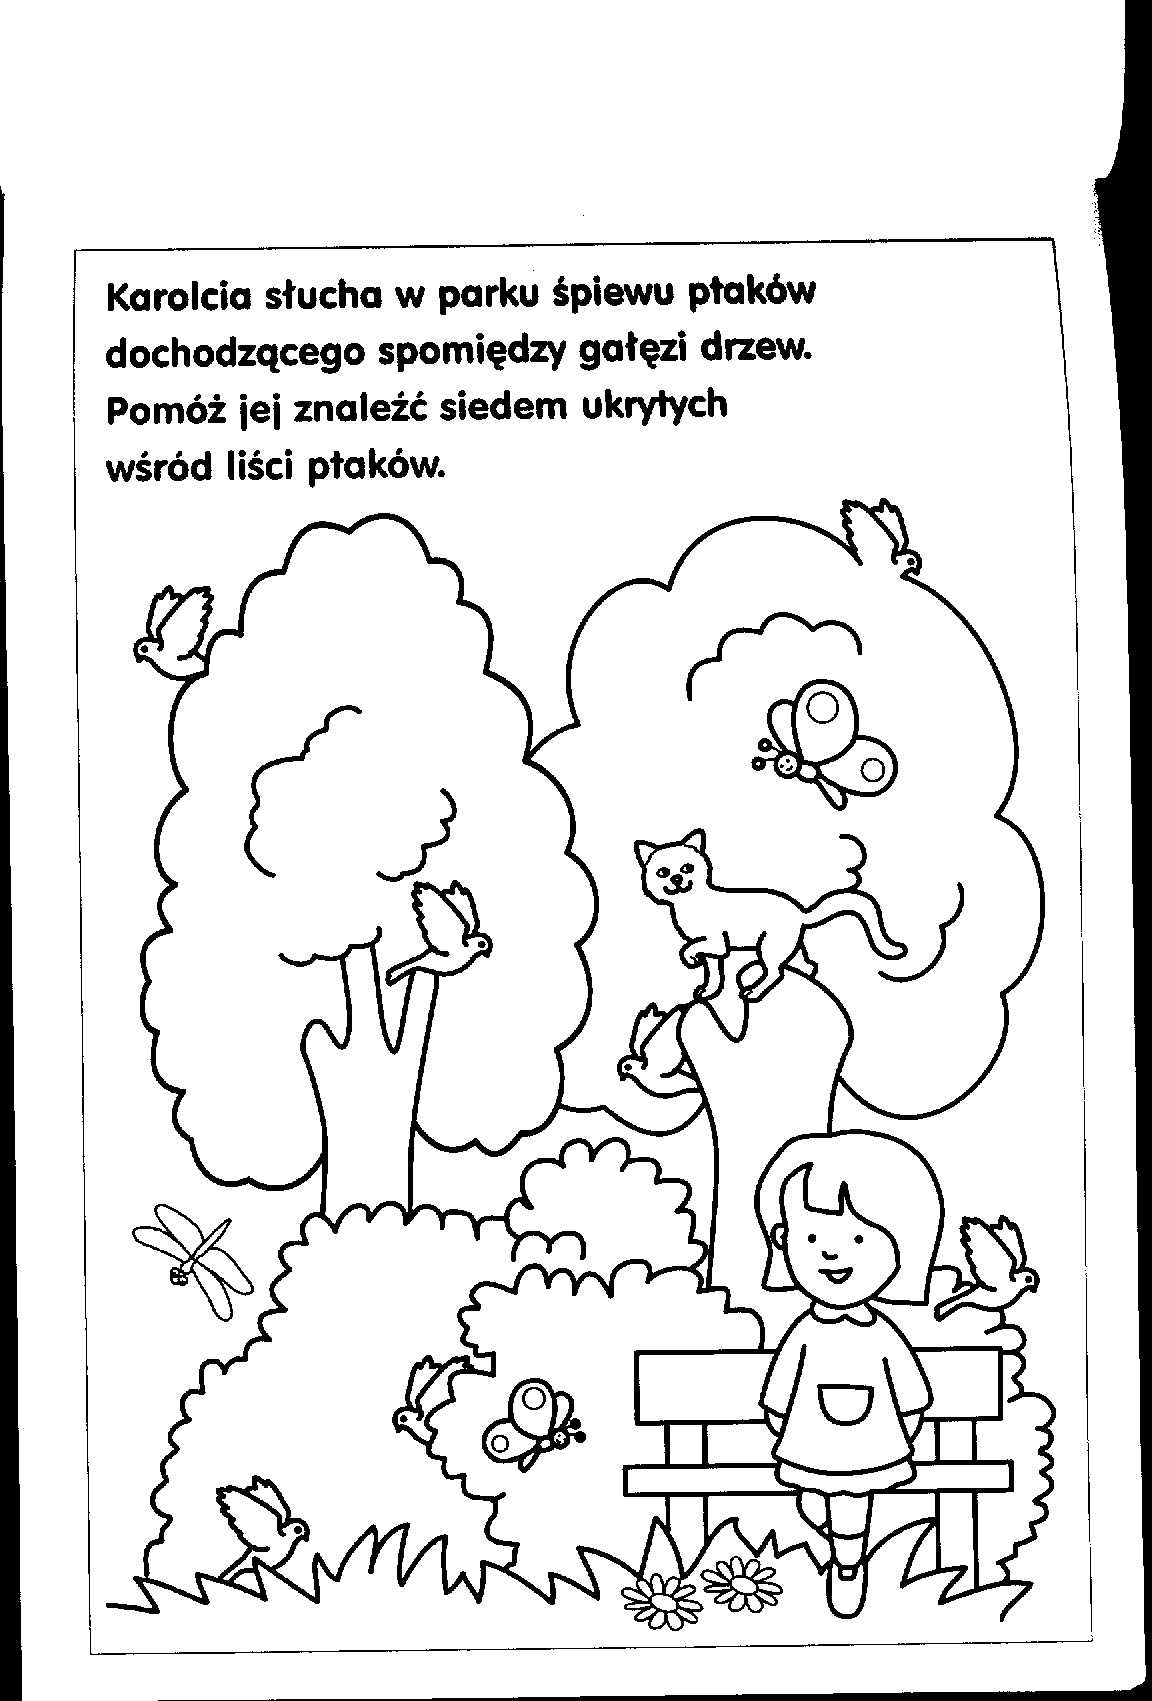 Karolcia słucha w parku śpiewu ptaków
dochodzącego spomiędzy gałęzi drzew.
Pomóż jej znaleźć siedem ukrytych
wśród liści ptaków.